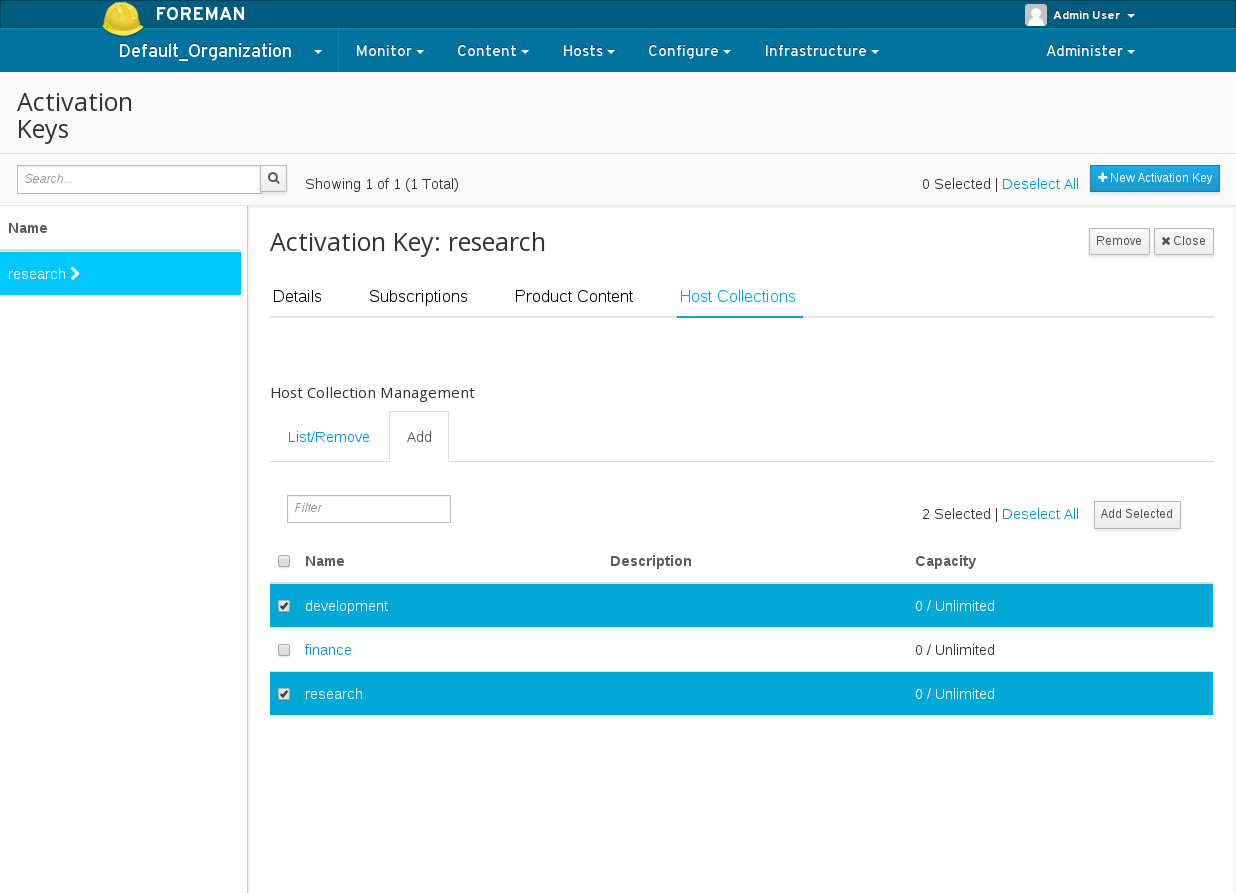 FOREMAN
Admin User
Default_Organization Monitor Content Hosts Configure Infrastructure Administer
Activation
Keys
Search... Showing 1 of 1 (1 Total) 0 Selected | Deselect All New Activation Key
Name
research
Activation Key: research Remove Close
Details Subscriptions Product Content Host Collections
Host Collection Management
List/Remove Add
Filter 2 Selected | Deselect All Add Selected
Name Description Capacity
development 0 / Unlimited
finance 0 / Unlimited
research 0 / Unlimited